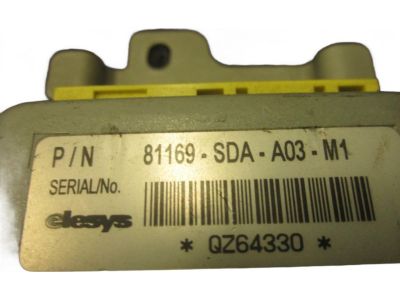 P/N 81169-SDA-A03-M1
SERIAL/No.
elesys
* QZ64330 *